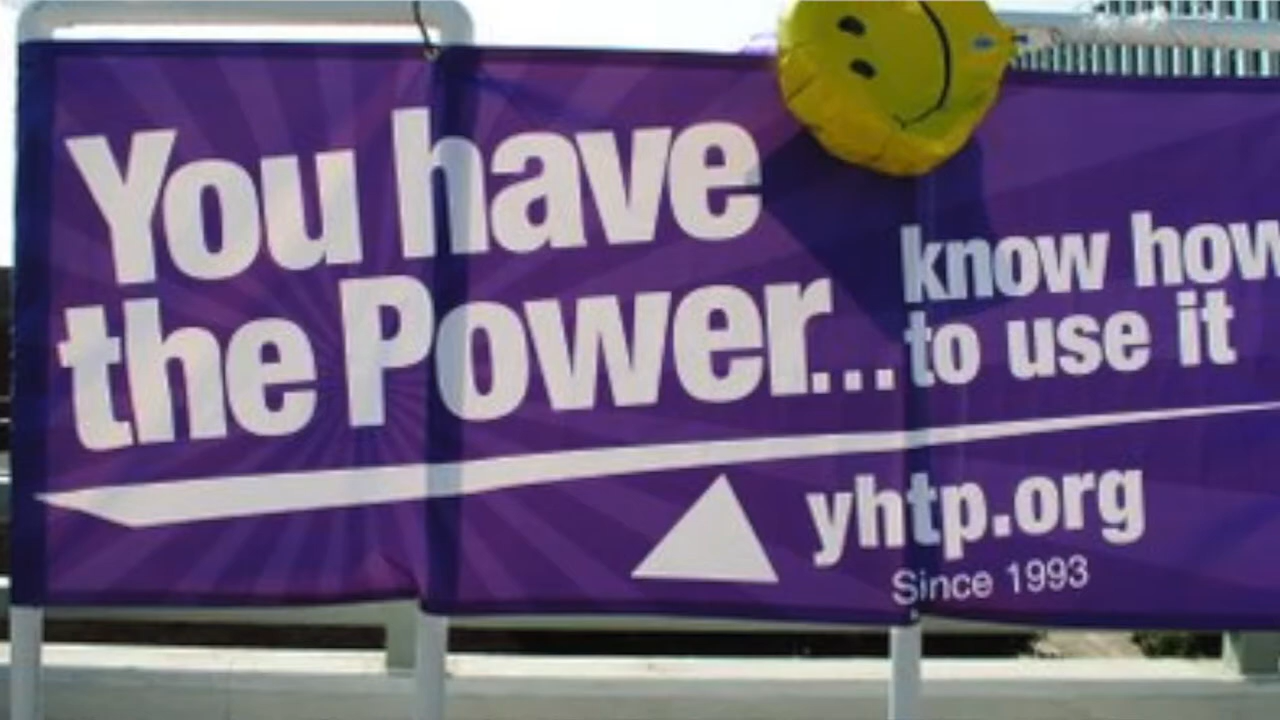 You have
the Power...
know how
to use it
yhtp.org
Since 1993